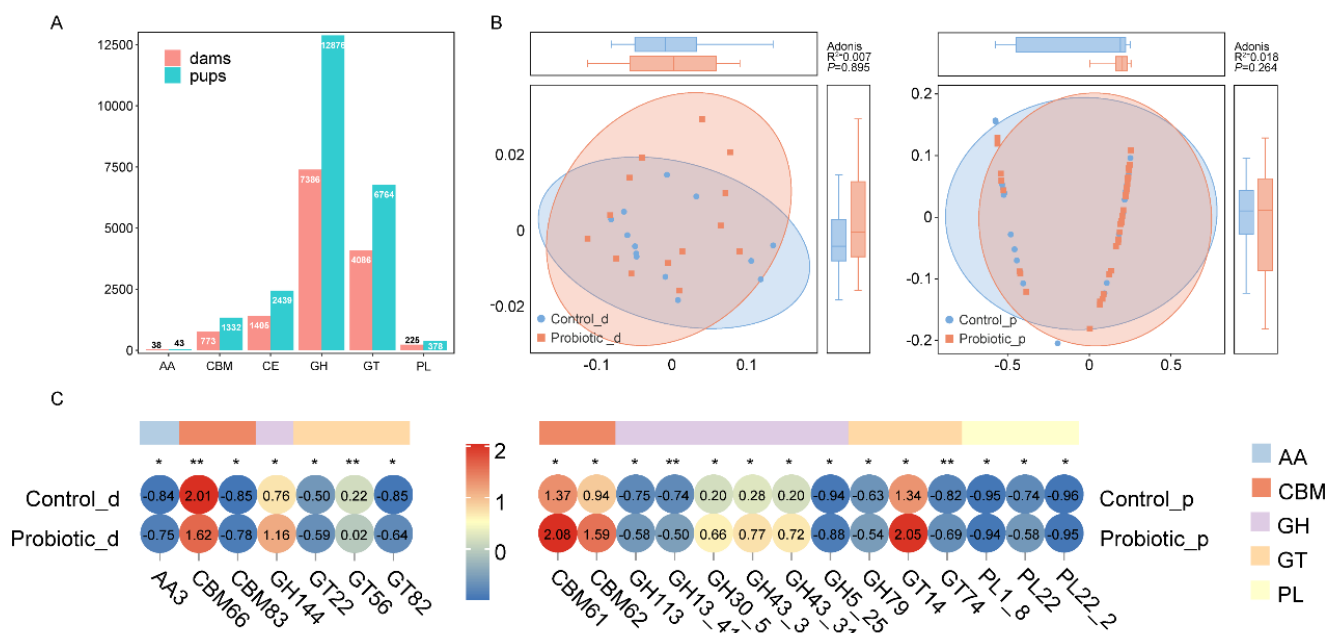 A
12500
10000
7500
5000
2500
0
dams
pups
38
43
773
1332
1405
2439
7386
12878
4086
6764
225
378
AA
CBM
CE
GH
GT
PL
B
Adonis
R²=0.007
P=0.895
0.02
0
-0.02
Control_d
Probiotic_d
-0.1
0
0.1
Adonis
R²=0.018
P=0.264
0.2
0.1
0
-0.1
-0.2
Control_p
Probiotic_p
-0.5
0
0.5
C
* ** * * * ** *
Control_d -0.84 2.01 -0.85 0.76 -0.50 0.22 -0.85
Probiotic_d -0.75 1.62 -0.78 1.16 -0.59 0.02 -0.64
AA3 CBM66 CBM83 GH144 GT22 GT56 GT82
2
1
0
* * * ** * * * * * * ** * * *
1.37 0.94 -0.75 -0.74 0.20 0.28 0.20 -0.94 -0.63 1.34 -0.82 -0.95 -0.74 -0.96 Control_p
2.08 1.59 -0.58 -0.50 0.66 0.77 0.72 -0.88 -0.54 2.05 -0.69 -0.94 -0.58 -0.95 Probiotic_p
CBM61 CBM62 GH113 GH13_41 GH30_5 GH43_3 GH43_31 GH5_25 GH79 GT14 GT74 PL1_8 PL22 PL22_2
AA
CBM
GH
GT
PL